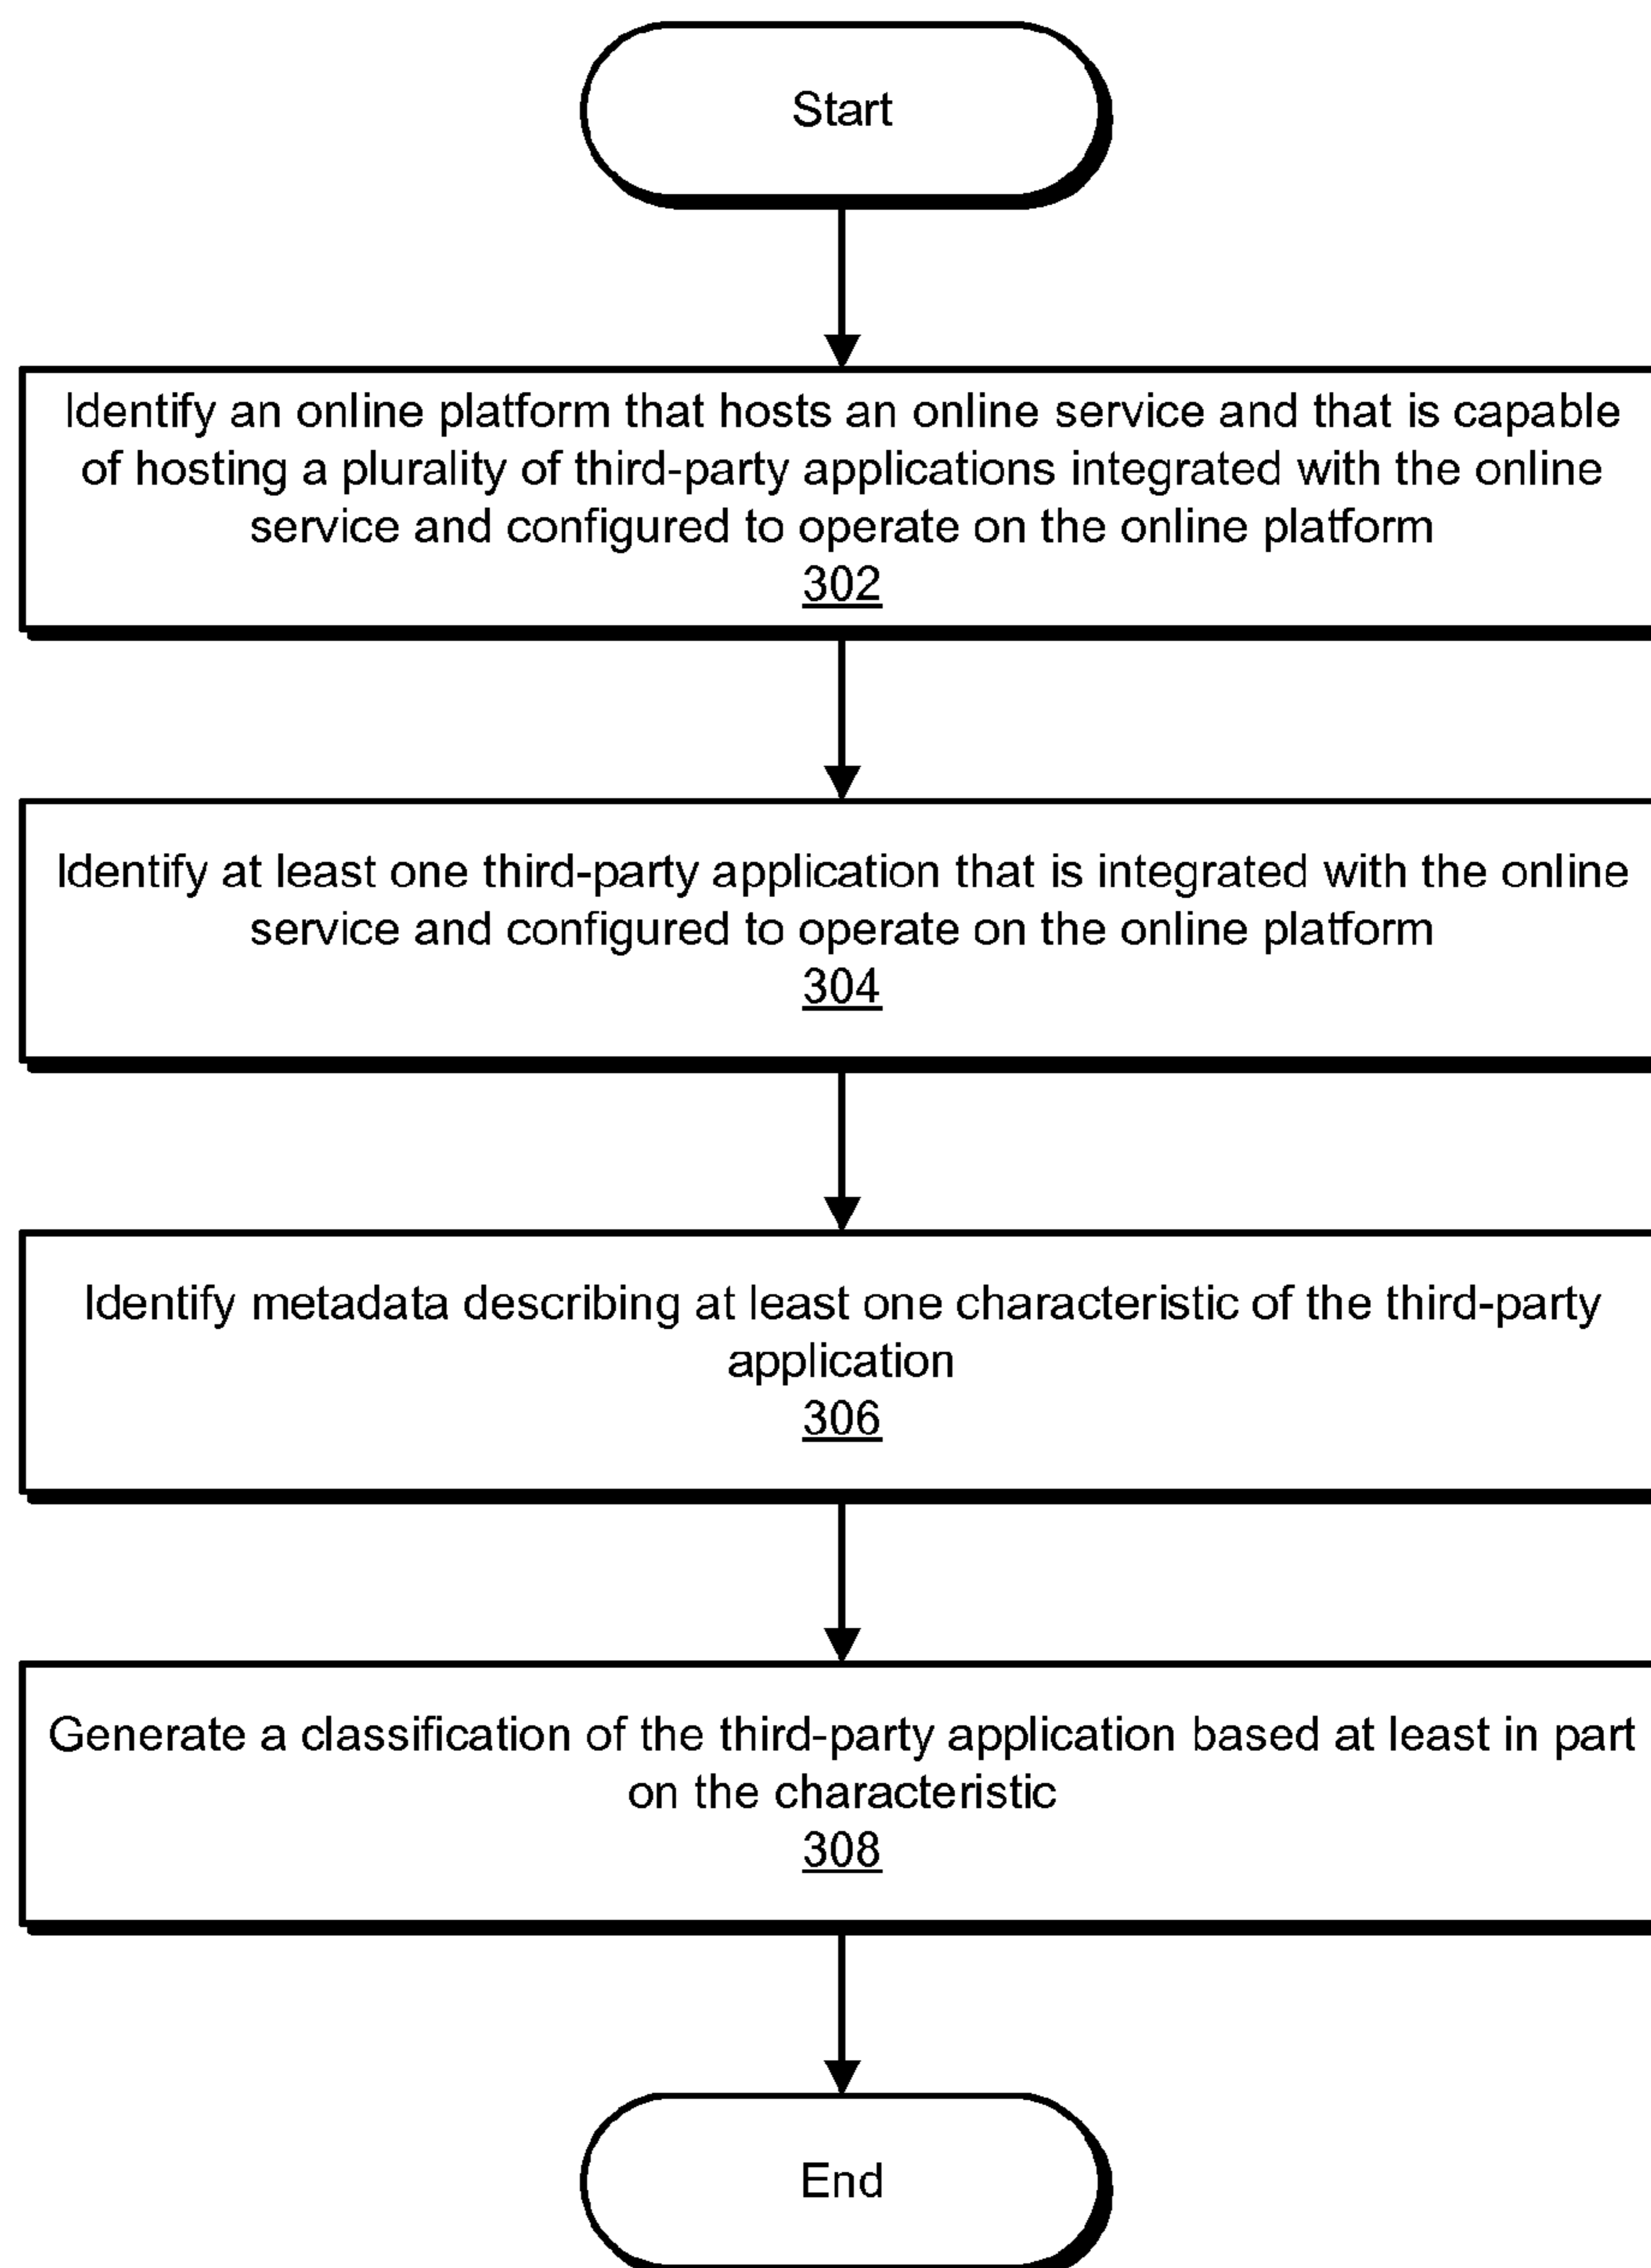 Start
Identify an online platform that hosts an online service and that is capable
of hosting a plurality of third-party applications integrated with the online
service and configured to operate on the online platform
302
Identify at least one third-party application that is integrated with the online
service and configured to operate on the online platform
304
Identify metadata describing at least one characteristic of the third-party
application
306
Generate a classification of the third-party application based at least in part
on the characteristic
308
End